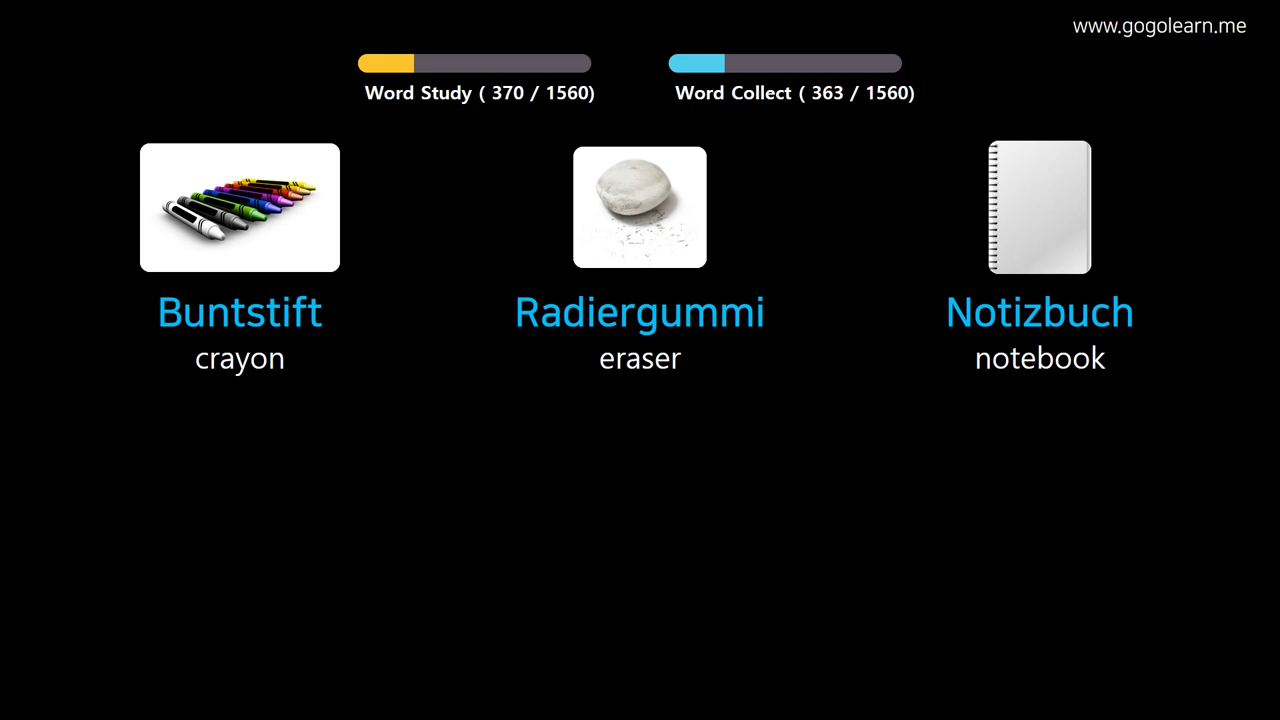 www.gogolearn.me
Word Study ( 370 / 1560)
Word Collect ( 363 / 1560)
Buntstift
crayon
Radiergummi
eraser
Notizbuch
notebook